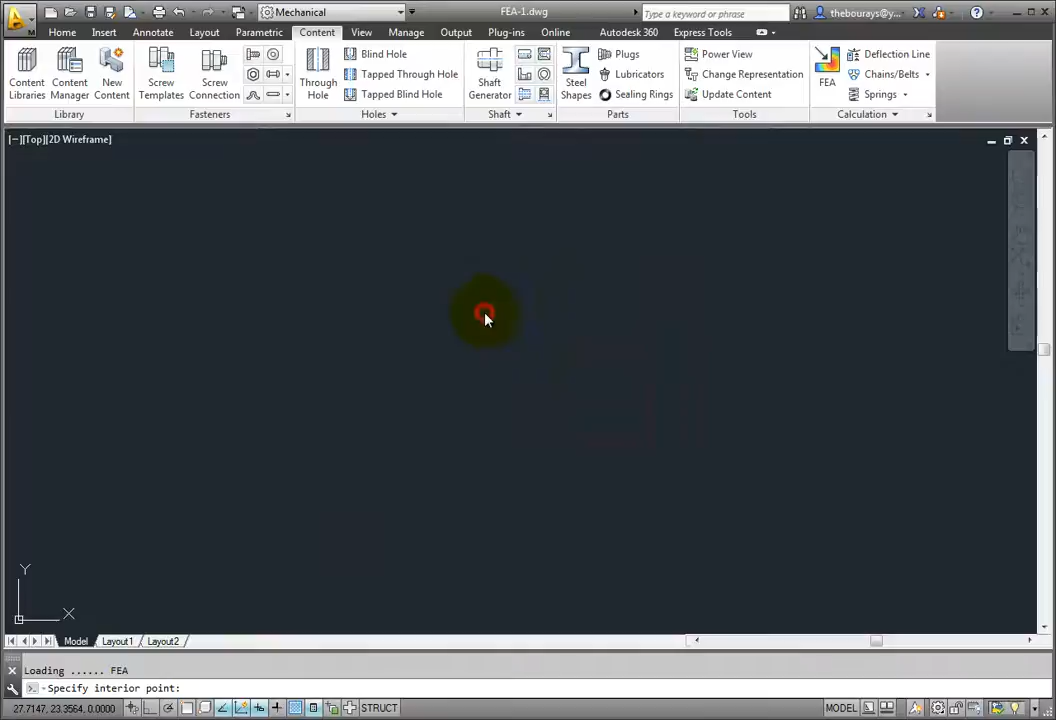 Mechanical
FEA-1.dwg
Type a keyword or phrase
thebourays@y...
Home Insert Annotate Layout Parametric Content View Manage Output Plug-ins Online Autodesk 360 Express Tools
Content Libraries
Content Manager
New Content
Library
Screw Templates
Screw Connection
Fasteners
Through Hole
Blind Hole
Tapped Through Hole
Tapped Blind Hole
Holes
Shaft Generator
Shaft
Steel Shapes
Plugs
Lubricators
Sealing Rings
Parts
Power View
Change Representation
Update Content
Tools
FEA
Deflection Line
Chains/Belts
Springs
Calculation
[−][Top][2D Wireframe]
Y
X
Model Layout1 Layout2
Loading ...... FEA
Specify interior point:
27.7147, 23.3564, 0.0000
STRUCT
MODEL